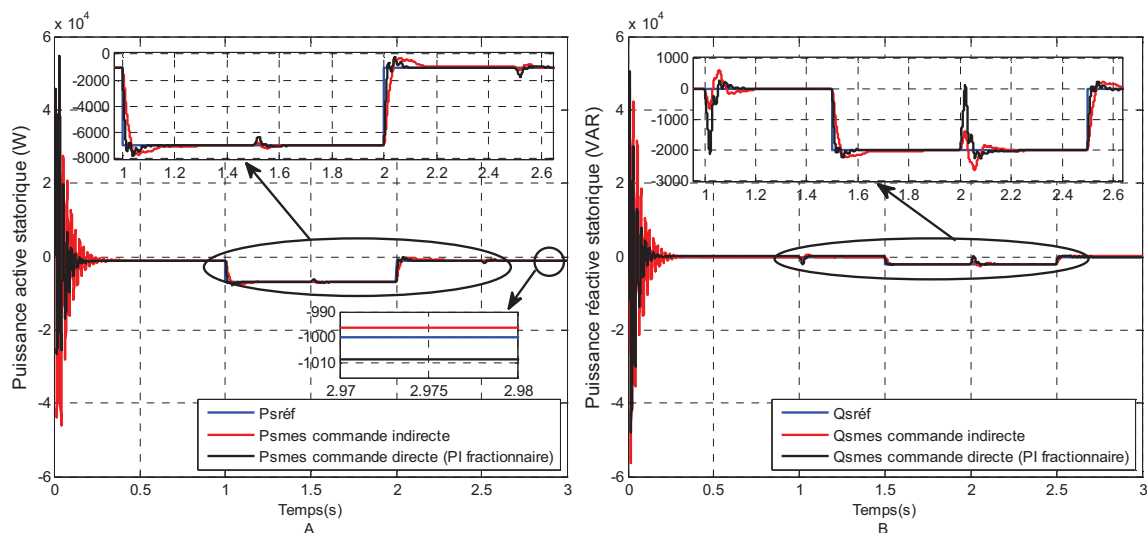 x 10⁴
6
4
2
0
-2
-4
-6
Puissance active statorique (W)
0
-2000
-4000
-6000
-8000
1 1.2 1.4 1.6 1.8 2 2.2 2.4 2.6
-990
-1000
-1010
2.97 2.975 2.98
Psréf
Psmes commande indirecte
Psmes commande directe (PI fractionnaire)
0 0.5 1 1.5 2 2.5 3
Temps(s)
A
x 10⁴
6
4
2
0
-2
-4
-6
Puissance réactive statorique (VAR)
1000
0
-1000
-2000
-3000
1 1.2 1.4 1.6 1.8 2 2.2 2.4 2.6
Qsréf
Qsmes commande indirecte
Qsmes commande directe (PI fractionnaire)
0 0.5 1 1.5 2 2.5 3
Temps(s)
B